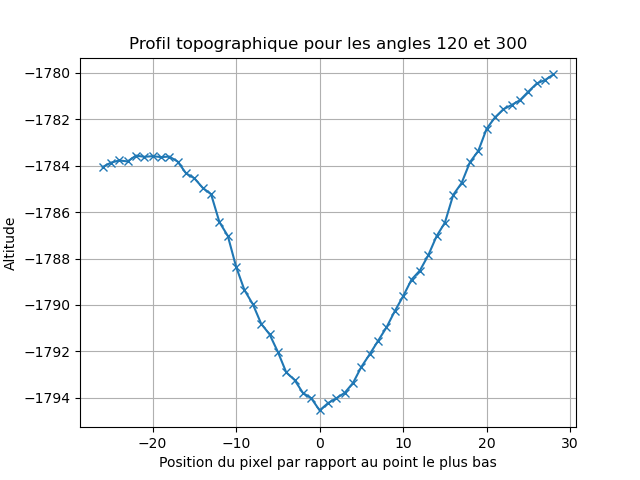 Profil topographique pour les angles 120 et 300
Altitude
−1780
−1782
−1784
−1786
−1788
−1790
−1792
−1794
−20 −10 0 10 20 30
Position du pixel par rapport au point le plus bas